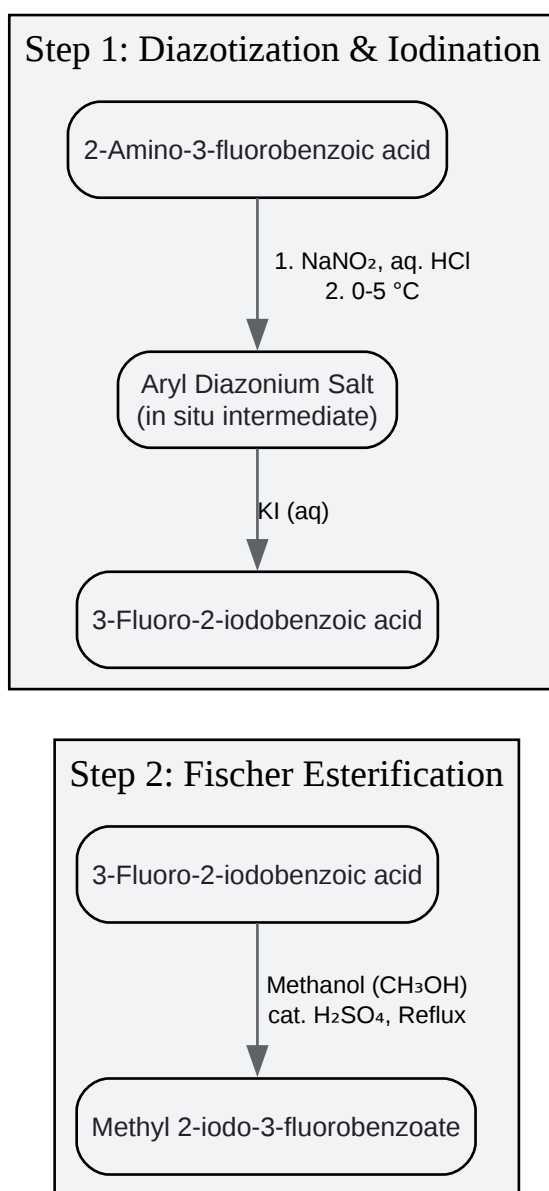 Step 1: Diazotization & Iodination
2-Amino-3-fluorobenzoic acid
1. NaNO₂, aq. HCl
2. 0-5 °C
Aryl Diazonium Salt
(in situ intermediate)
KI (aq)
3-Fluoro-2-iodobenzoic acid
Step 2: Fischer Esterification
3-Fluoro-2-iodobenzoic acid
Methanol (CH₃OH)
cat. H₂SO₄, Reflux
Methyl 2-iodo-3-fluorobenzoate